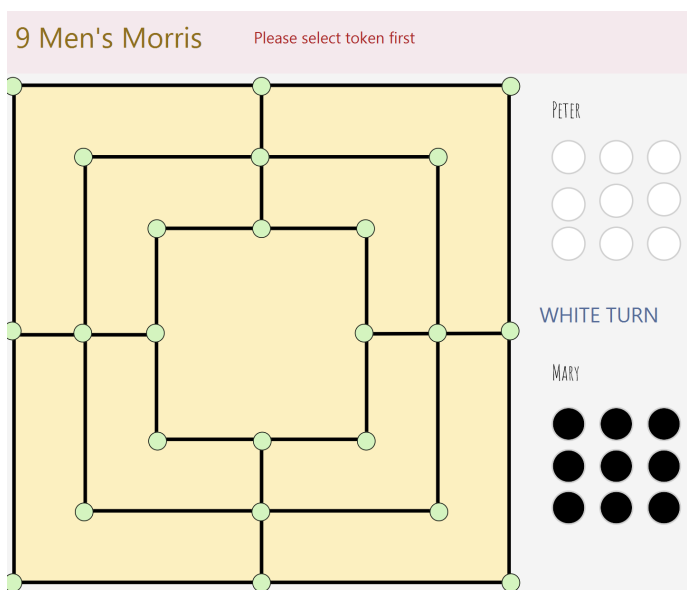 9 Men's Morris
Please select token first
Peter
WHITE TURN
Mary